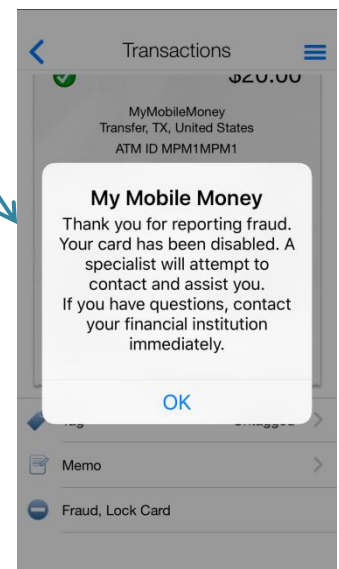 Transactions
$20.00
MyMobileMoney
Transfer, TX, United States
ATM ID MPM1MPM1
My Mobile Money
Thank you for reporting fraud.
Your card has been disabled. A
specialist will attempt to
contact and assist you.
If you have questions, contact
your financial institution
immediately.
OK
Tag Untagged
Memo
Fraud, Lock Card